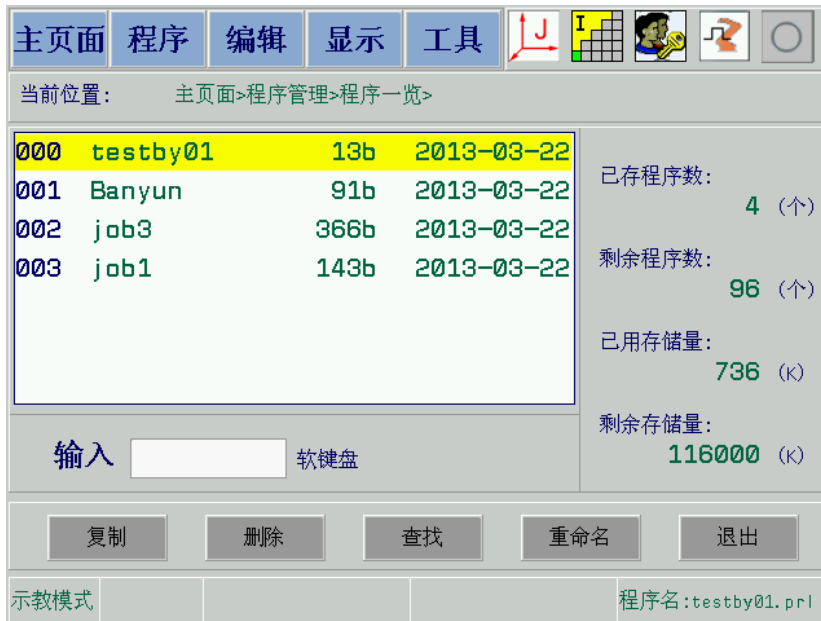 主页面 程序 编辑 显示 工具 J I
当前位置: 主页面>程序管理>程序一览>
000 testby01 13b 2013-03-22
001 Banyun 91b 2013-03-22
002 job3 366b 2013-03-22
003 job1 143b 2013-03-22
已存程序数:
4 (个)
剩余程序数:
96 (个)
已用存储量:
736 (K)
剩余存储量:
116000 (K)
输入 软键盘
复制 删除 查找 重命名 退出
示教模式 程序名:testby01.prl